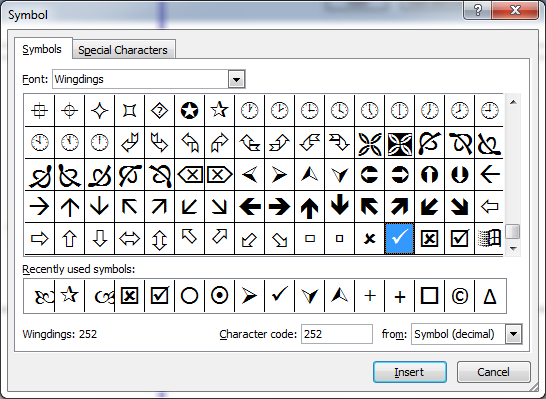 Symbol
Symbols Special Characters
Font: Wingdings
Recently used symbols:
Wingdings: 252 Character code: 252 from: Symbol (decimal)
Insert Cancel